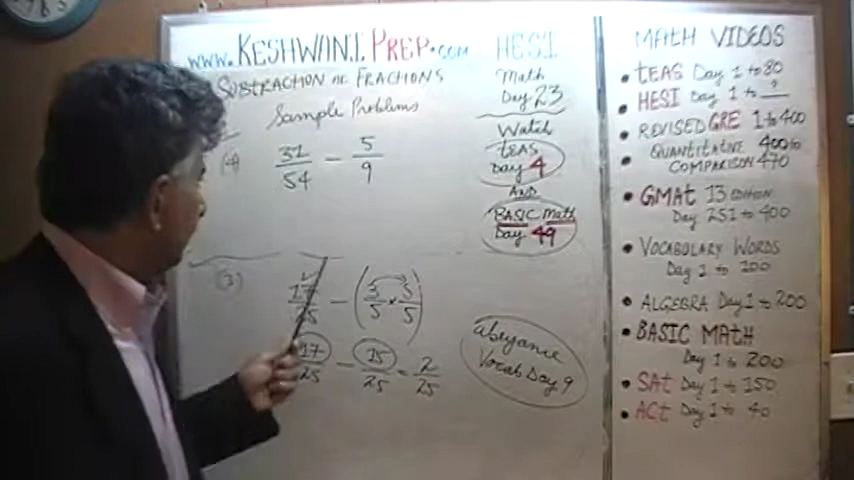 www.KESHWANIPREP.com
SUBTRACTION OF FRACTIONS
Sample Problems
(4) 31/54 - 5/9
(3) 17/25 - (3/5 × 5/5)
17/25 - 15/25 = 2/25
HESI
Math
Day 23
Watch
TEAS
Day 4
AND
BASIC Math
Day 49
abeyance
Vocab Day 9
MATH VIDEOS
• TEAS Day 1 to 80
• HESI Day 1 to ?
• REVISED GRE 1 to 400
• QUANTITATIVE 400 to
COMPARISON 470
• GMAT 13 EDITION
Day 251 to 400
• VOCABULARY WORDS
Day 1 to 100
• ALGEBRA Day 1 to 200
• BASIC MATH
Day 1 to 200
• SAT Day 1 to 150
• ACT Day 1 to 40